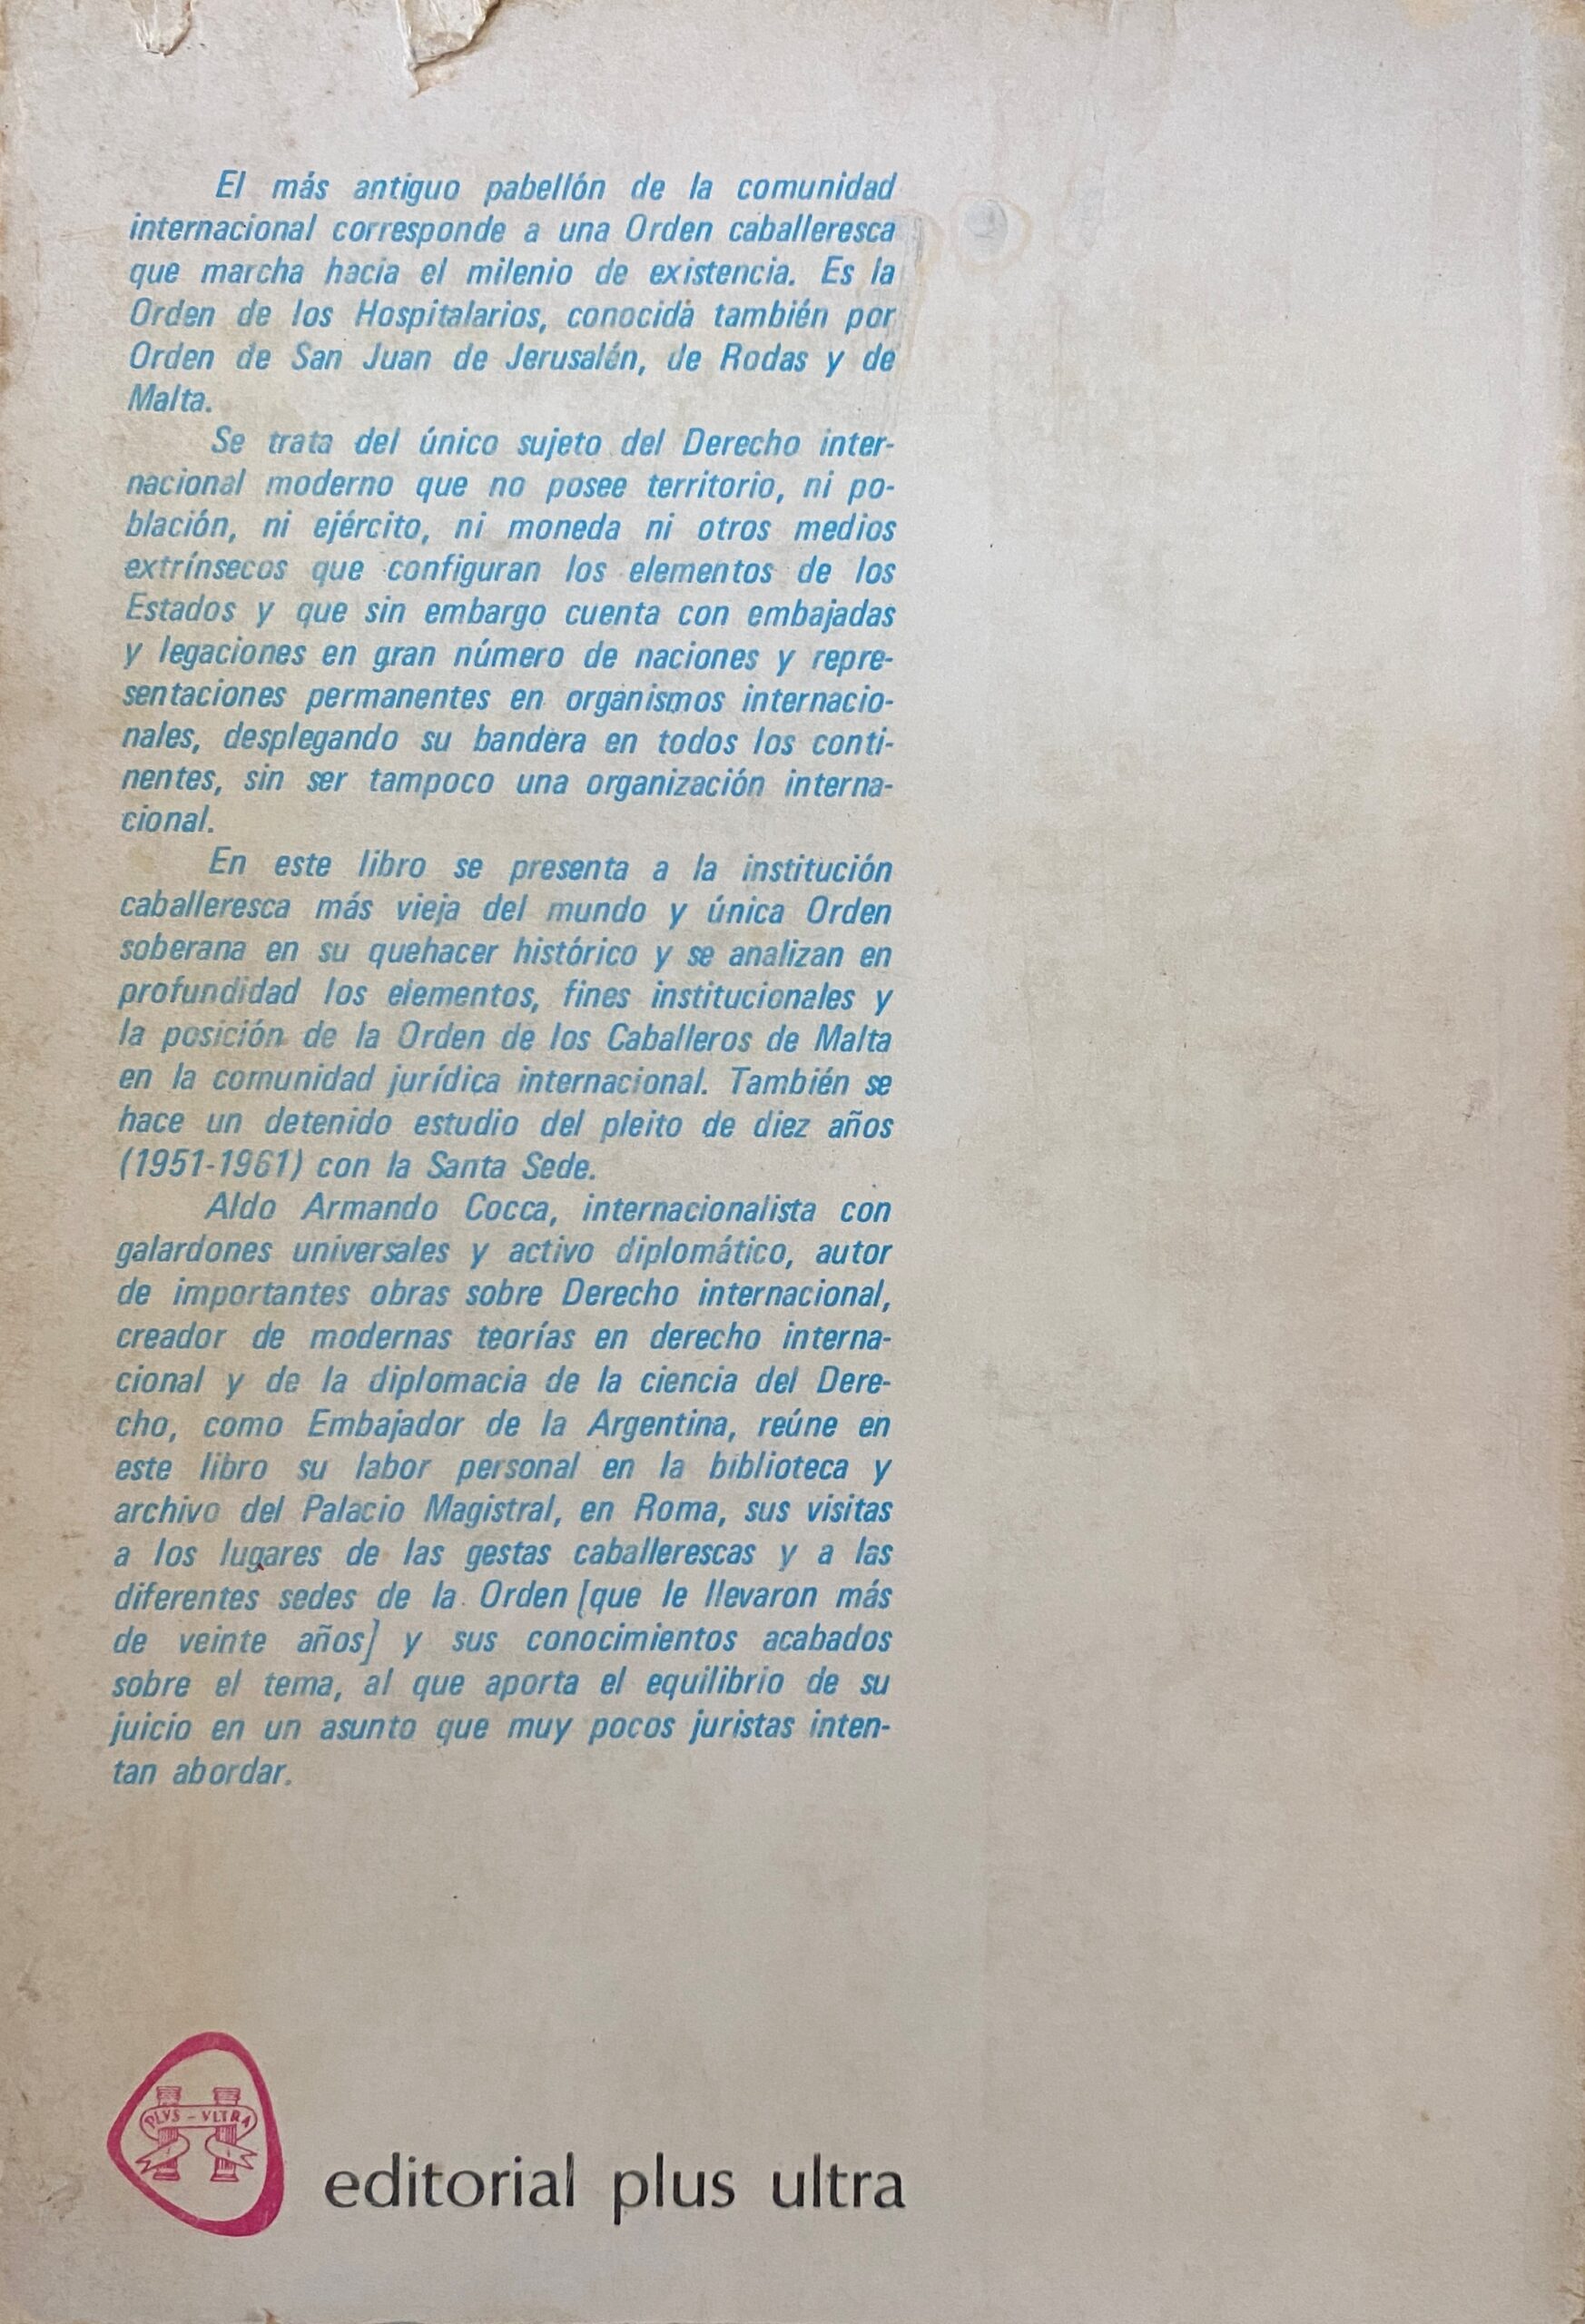 El más antiguo pabellón de la comunidad
internacional corresponde a una Orden caballeresca
que marcha hacia el milenio de existencia. Es la
Orden de los Hospitalarios, conocida también por
Orden de San Juan de Jerusalén, de Rodas y de
Malta.
Se trata del único sujeto del Derecho inter-
nacional moderno que no posee territorio, ni po-
blación, ni ejército, ni moneda ni otros medios
extrínsecos que configuran los elementos de los
Estados y que sin embargo cuenta con embajadas
y legaciones en gran número de naciones y repre-
sentaciones permanentes en organismos internacio-
nales, desplegando su bandera en todos los conti-
nentes, sin ser tampoco una organización interna-
cional.
En este libro se presenta a la institución
caballeresca más vieja del mundo y única Orden
soberana en su quehacer histórico y se analizan en
profundidad los elementos, fines institucionales y
la posición de la Orden de los Caballeros de Malta
en la comunidad jurídica internacional. También se
hace un detenido estudio del pleito de diez años
(1951-1961) con la Santa Sede.
Aldo Armando Cocca, internacionalista con
galardones universales y activo diplomático, autor
de importantes obras sobre Derecho internacional,
creador de modernas teorías en derecho interna-
cional y de la diplomacia de la ciencia del Dere-
cho, como Embajador de la Argentina, reúne en
este libro su labor personal en la biblioteca y
archivo del Palacio Magistral, en Roma, sus visitas
a los lugares de las gestas caballerescas y a las
diferentes sedes de la Orden [que le llevaron más
de veinte años] y sus conocimientos acabados
sobre el tema, al que aporta el equilibrio de su
juicio en un asunto que muy pocos juristas inten-
tan abordar.
PLVS - VLTRA
editorial plus ultra